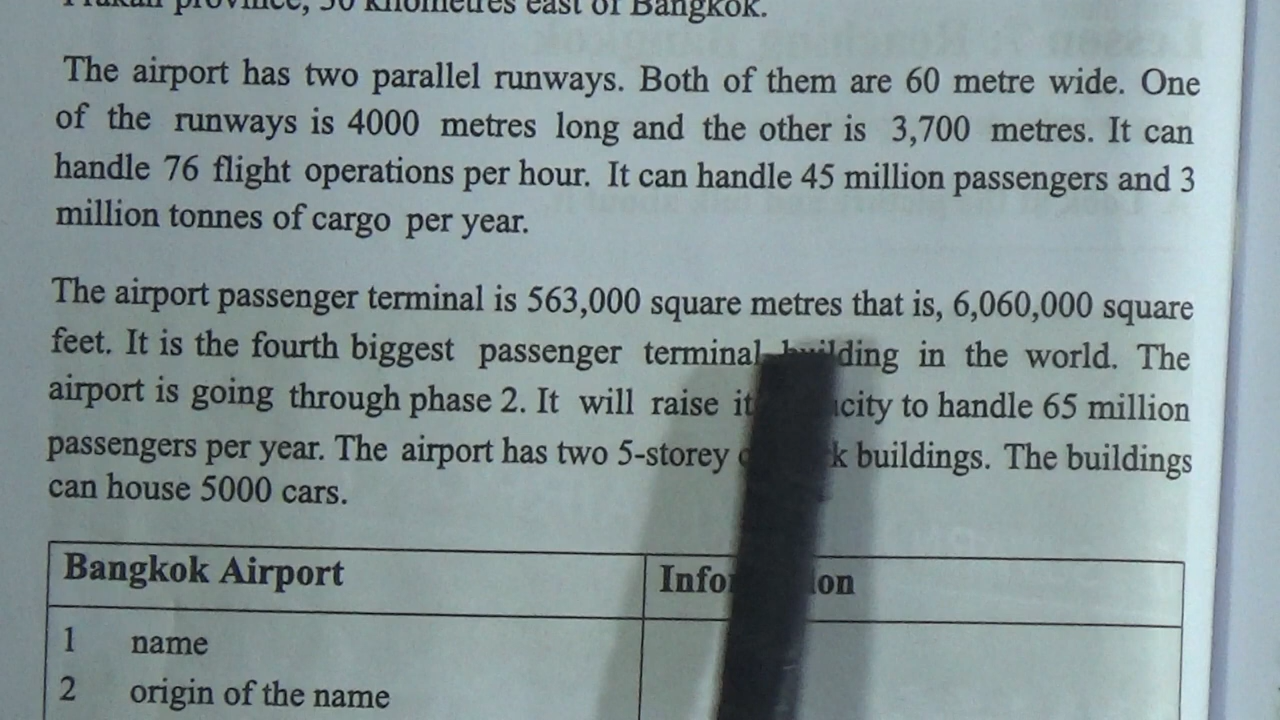 province, 30 kilometres east of Bangkok.
The airport has two parallel runways. Both of them are 60 metre wide. One
of the runways is 4000 metres long and the other is 3,700 metres. It can
handle 76 flight operations per hour. It can handle 45 million passengers and 3
million tonnes of cargo per year.
The airport passenger terminal is 563,000 square metres that is, 6,060,000 square
feet. It is the fourth biggest passenger terminal building in the world. The
airport is going through phase 2. It will raise to handle 65 million
passengers per year. The airport has two 5-storey buildings. The buildings
can house 5000 cars.
Bangkok Airport Information
1 name
2 origin of the name